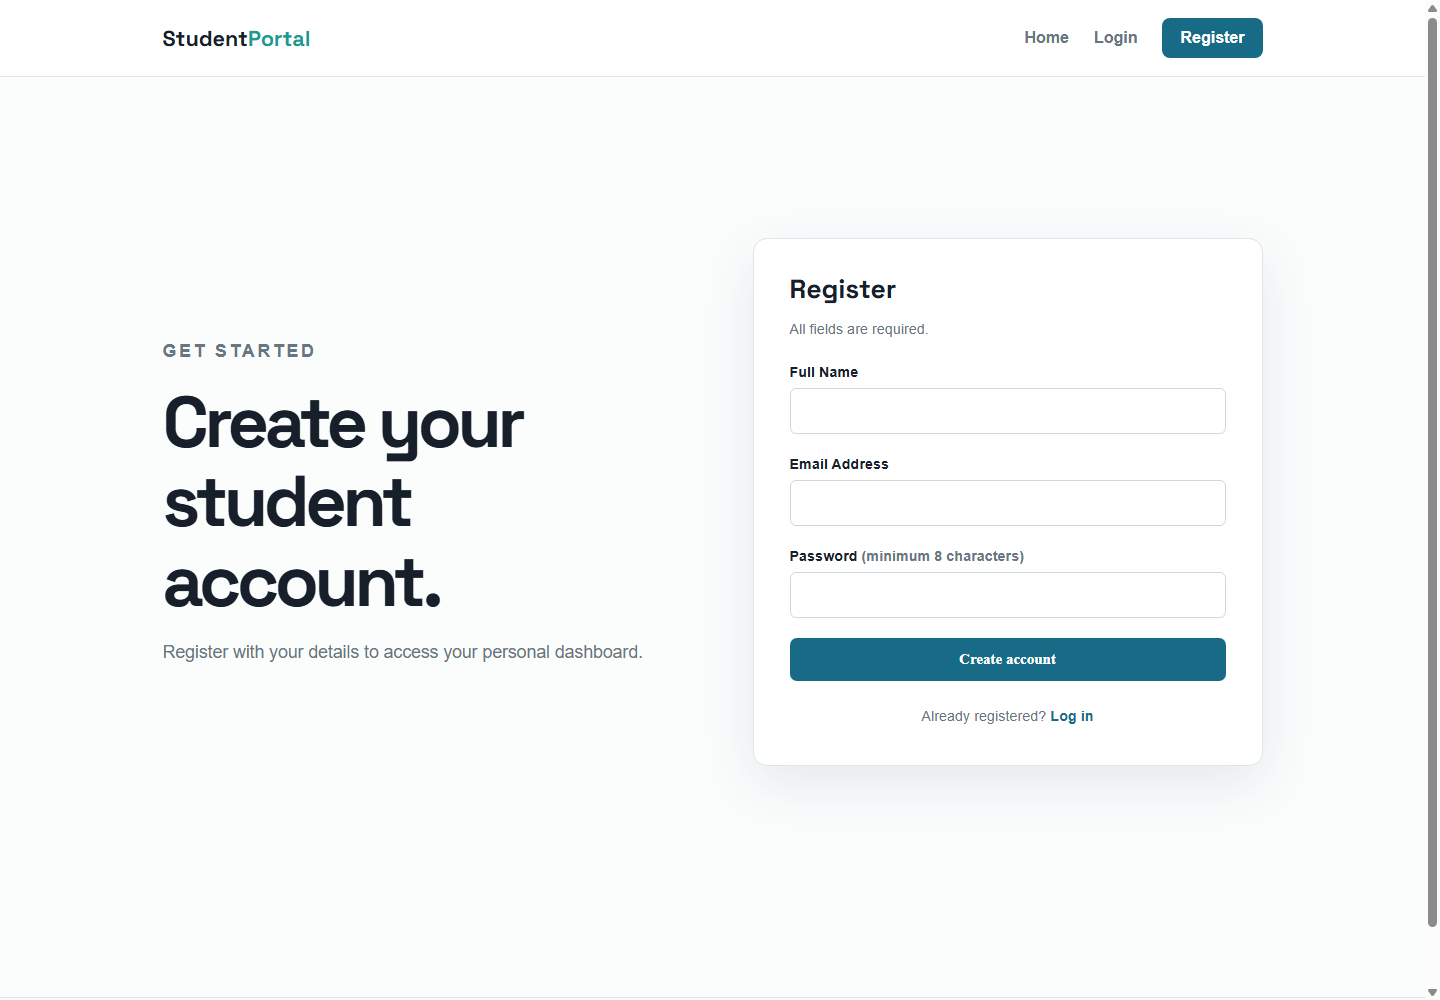 StudentPortal
Home
Login
Register
GET STARTED
Create your
student
account.
Register with your details to access your personal dashboard.
Register
All fields are required.
Full Name
Email Address
Password (minimum 8 characters)
Create account
Already registered? Log in